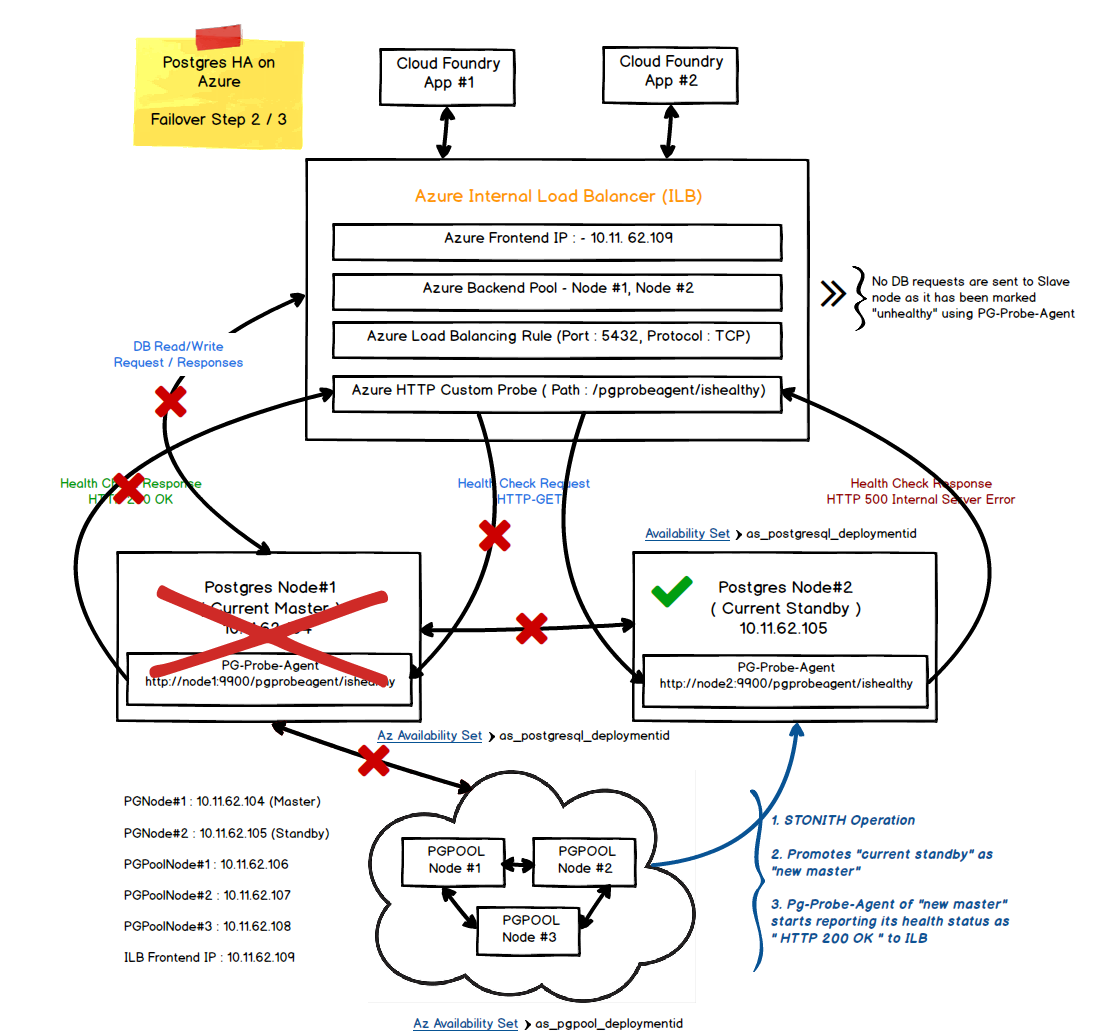 Postgres HA on
Azure
Failover Step 2 / 3
Cloud Foundry
App #1
Cloud Foundry
App #2
Azure Internal Load Balancer (ILB)
Azure Frontend IP : - 10.11. 62.109
Azure Backend Pool - Node #1, Node #2
Azure Load Balancing Rule (Port : 5432, Protocol : TCP)
Azure HTTP Custom Probe ( Path : /pgprobeagent/ishealthy)
No DB requests are sent to Slave
node as it has been marked
"unhealthy" using PG-Probe-Agent
DB Read/Write
Request / Responses
Health Check Response
HTTP 200 OK
Health Check Request
HTTP-GET
Health Check Response
HTTP 500 Internal Server Error
Availability Set as_postgresql_deploymentid
Postgres Node#1
( Current Master )
10.11.62.104
PG-Probe-Agent
http://node1:9900/pgprobeagent/ishealthy
Postgres Node#2
( Current Standby )
10.11.62.105
PG-Probe-Agent
http://node2:9900/pgprobeagent/ishealthy
Az Availability Set as_postgresql_deploymentid
PGNode#1 : 10.11.62.104 (Master)
PGNode#2 : 10.11.62.105 (Standby)
PGPoolNode#1 : 10.11.62.106
PGPoolNode#2 : 10.11.62.107
PGPoolNode#3 : 10.11.62.108
ILB Frontend IP : 10.11.62.109
PGPOOL
Node #1
PGPOOL
Node #2
PGPOOL
Node #3
1. STONITH Operation
2. Promotes "current standby" as
"new master"
3. Pg-Probe-Agent of "new master"
starts reporting its health status as
" HTTP 200 OK " to ILB
Az Availability Set as_pgpool_deploymentid